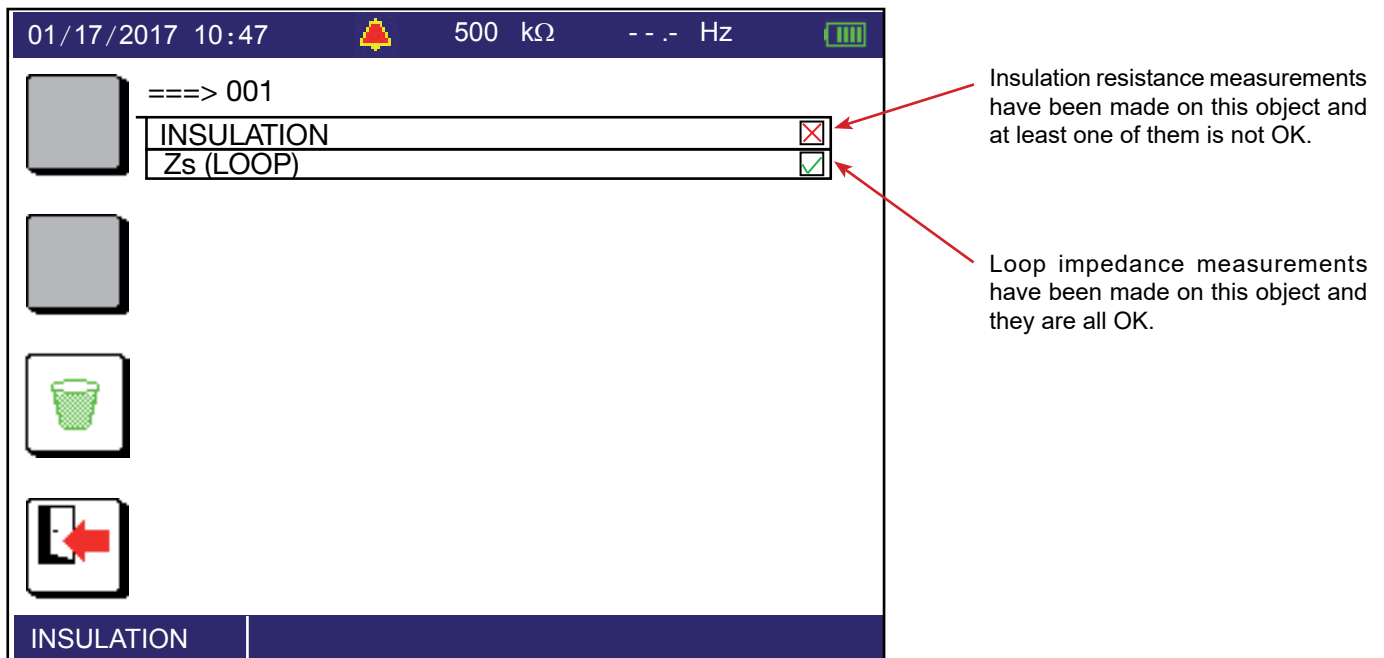 01/17/2017 10:47 500 kΩ - - .- Hz
===> 001
INSULATION
Zs (LOOP)
INSULATION
Insulation resistance measurements
have been made on this object and
at least one of them is not OK.
Loop impedance measurements
have been made on this object and
they are all OK.